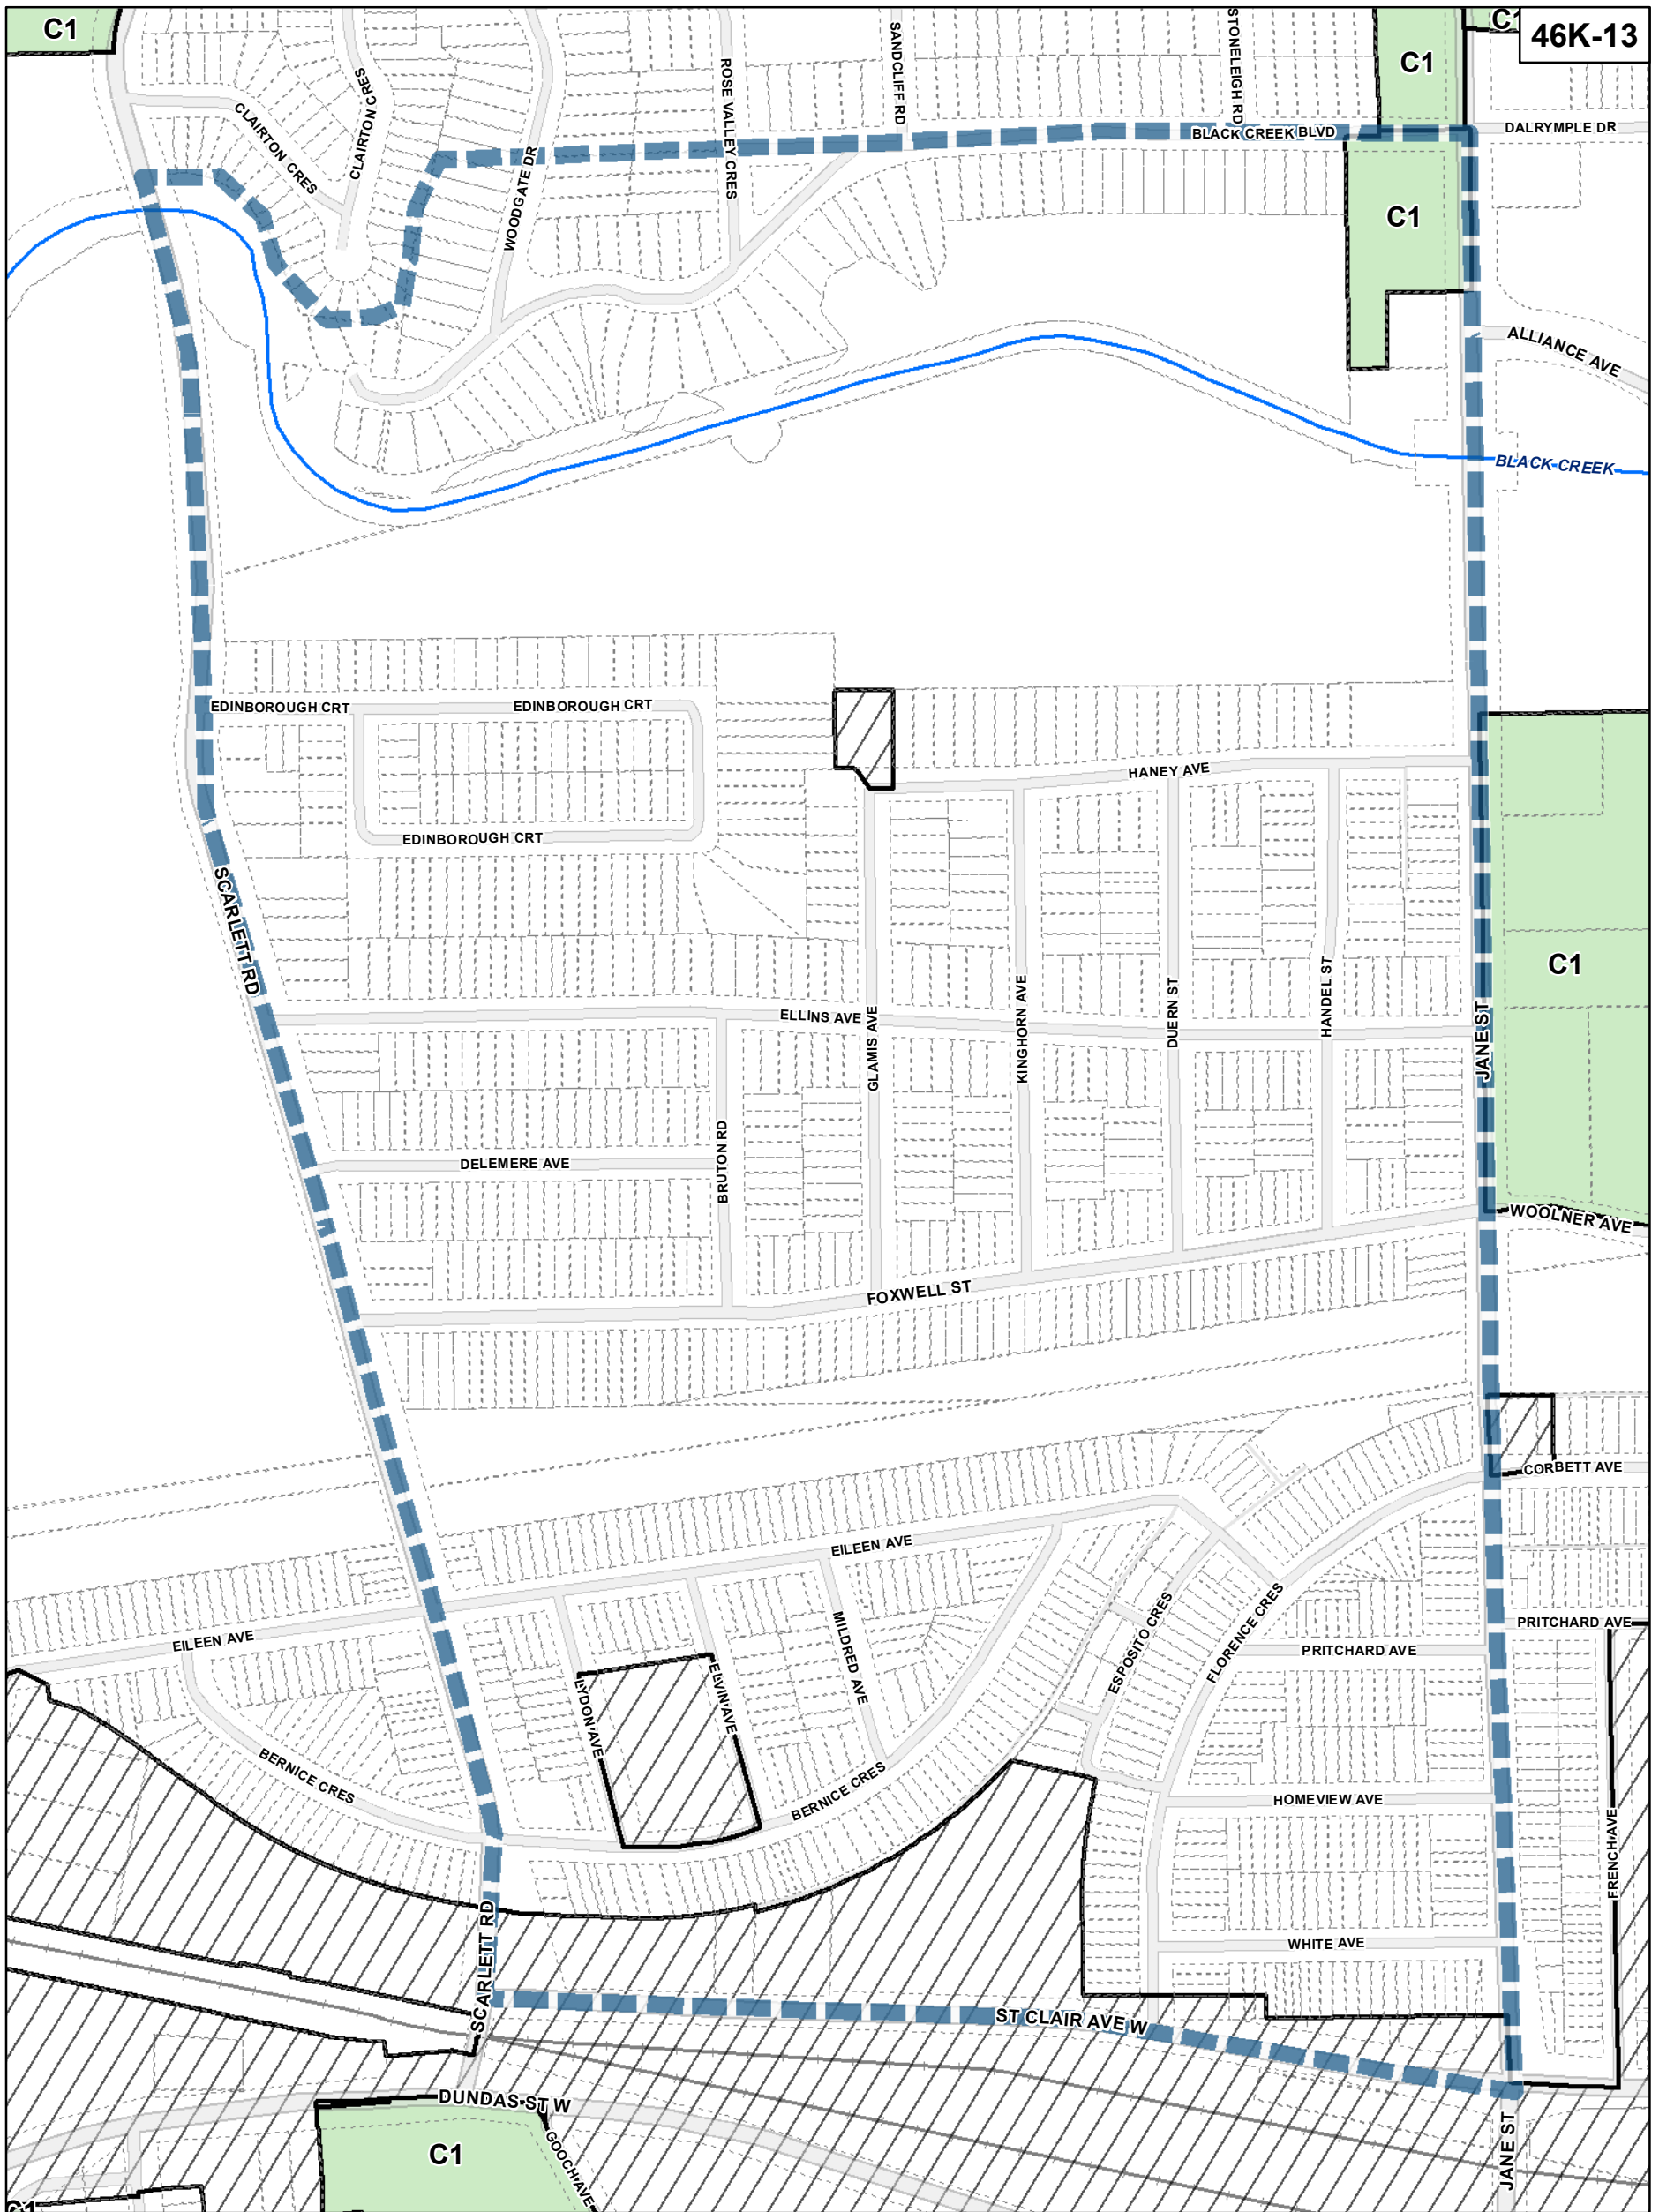 C1
C1
46K-13
C1
CLAIRTON CRES
CLAIRTON CRES
WOODGATE DR
ROSE VALLEY CRES
SANDCLIFF RD
STONELEIGH RD
BLACK CREEK BLVD
DALRYMPLE DR
C1
ALLIANCE AVE
BLACK CREEK
EDINBOROUGH CRT
EDINBOROUGH CRT
HANEY AVE
EDINBOROUGH CRT
SCARLETT RD
C1
ELLINS AVE
GLAMIS AVE
KINGHORN AVE
DUERN ST
HANDEL ST
JANE ST
DELEMERE AVE
BRUTON RD
WOOLNER AVE
FOXWELL ST
CORBETT AVE
EILEEN AVE
EILEEN AVE
MILDRED AVE
ESPOSITO CRES
FLORENCE CRES
PRITCHARD AVE
PRITCHARD AVE
LYDON AVE
ELVIN AVE
BERNICE CRES
BERNICE CRES
HOMEVIEW AVE
FRENCH AVE
WHITE AVE
SCARLETT RD
ST CLAIR AVE W
DUNDAS ST W
C1
GOOCH AVE
JANE ST
C1